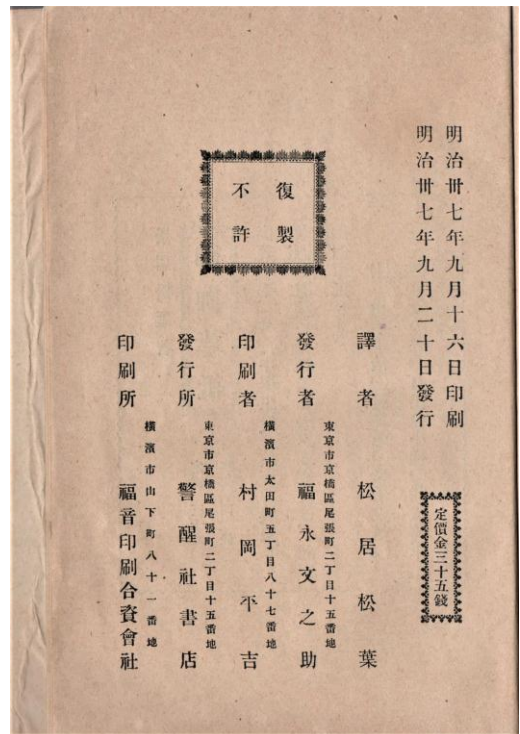 明治卅七年九月十六日印刷
明治卅七年九月二十日發行
定價金三十五錢
復製
不許
譯者
松居松葉
發行者
東京市京橋區尾張町二丁目十五番地
福永文之助
印刷者
横濱市太田町五丁目八十七番地
村岡平吉
發行所
東京市京橋區尾張町二丁目十五番地
警醒社書店
印刷所
横濱市山下町八十一番地
福音印刷合資會社